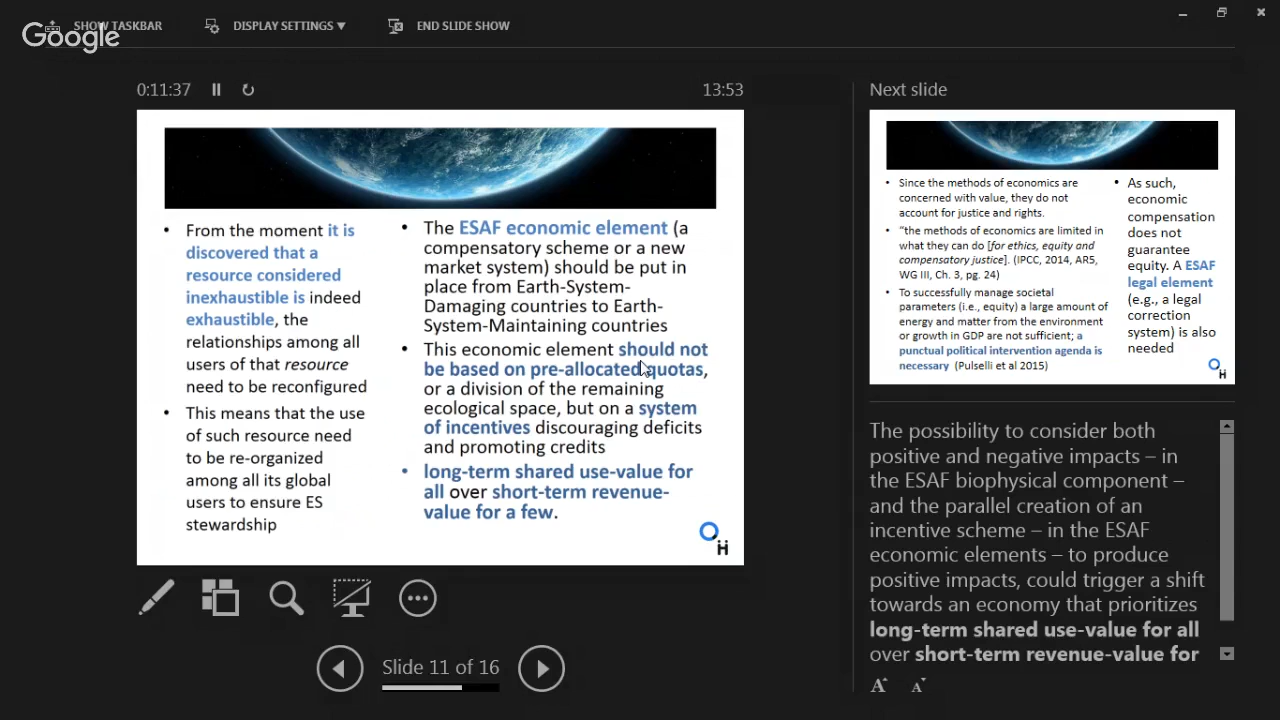 Google
SHOW TASKBAR
DISPLAY SETTINGS ▼
END SLIDE SHOW
0:11:37
13:53
• From the moment it is
discovered that a
resource considered
inexhaustible is indeed
exhaustible, the
relationships among all
users of that resource
need to be reconfigured
• This means that the use
of such resource need
to be re-organized
among all its global
users to ensure ES
stewardship
• The ESAF economic element (a
compensatory scheme or a new
market system) should be put in
place from Earth-System-
Damaging countries to Earth-
System-Maintaining countries
• This economic element should not
be based on pre-allocated quotas,
or a division of the remaining
ecological space, but on a system
of incentives discouraging deficits
and promoting credits
• long-term shared use-value for
all over short-term revenue-
value for a few.
H
Slide 11 of 16
Next slide
• Since the methods of economics are
concerned with value, they do not
account for justice and rights.
• “the methods of economics are limited in
what they can do [for ethics, equity and
compensatory justice]. (IPCC, 2014, AR5,
WG III, Ch. 3, pg. 24)
• To successfully manage societal
parameters (i.e., equity) a large amount of
energy and matter from the environment
or growth in GDP are not sufficient; a
punctual political intervention agenda is
necessary (Pulselli et al 2015)
• As such,
economic
compensation
does not
guarantee
equity. A ESAF
legal element
(e.g., a legal
correction
system) is also
needed
H
The possibility to consider both
positive and negative impacts – in
the ESAF biophysical component –
and the parallel creation of an
incentive scheme – in the ESAF
economic elements – to produce
positive impacts, could trigger a shift
towards an economy that prioritizes
long-term shared use-value for all
over short-term revenue-value for
A A